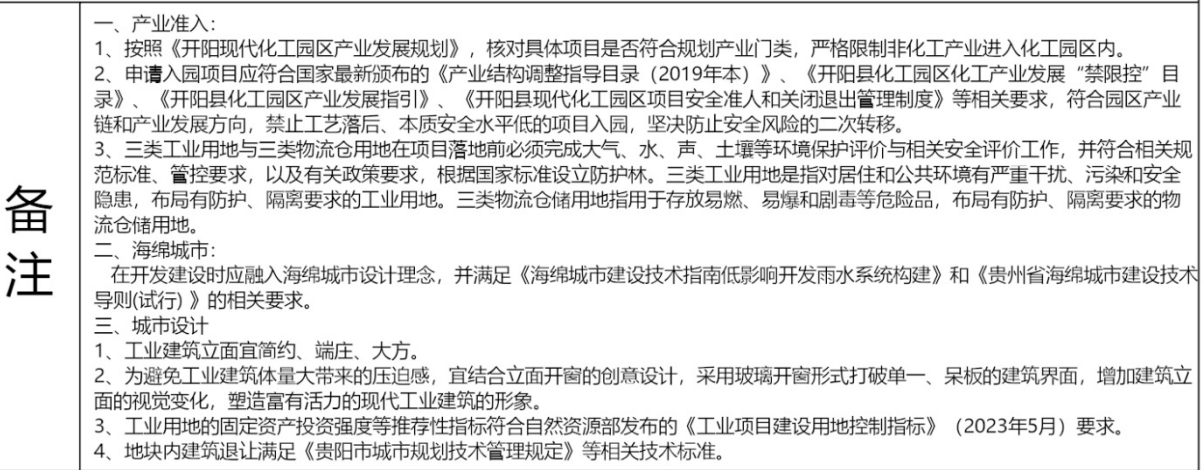 备注
一、产业准入：
1、按照《开阳现代化工园区产业发展规划》，核对具体项目是否符合规划产业门类，严格限制非化工产业进入化工园区内。
2、申请入园项目应符合国家最新颁布的《产业结构调整指导目录（2019年本）》、《开阳县化工园区化工产业发展“禁限控”目
录》、《开阳县化工园区产业发展指引》、《开阳县现代化工园区项目安全准人和关闭退出管理制度》等相关要求，符合园区产业
链和产业发展方向，禁止工艺落后、本质安全水平低的项目入园，坚决防止安全风险的二次转移。
3、三类工业用地与三类物流仓用地在项目落地前必须完成大气、水、声、土壤等环境保护评价与相关安全评价工作，并符合相关规
范标准、管控要求，以及有关政策要求，根据国家标准设立防护林。三类工业用地是指对居住和公共环境有严重干扰、污染和安全
隐患，布局有防护、隔离要求的工业用地。三类物流仓储用地指用于存放易燃、易爆和剧毒等危险品，布局有防护、隔离要求的物
流仓储用地。
二、海绵城市：
在开发建设时应融入海绵城市设计理念，并满足《海绵城市建设技术指南低影响开发雨水系统构建》和《贵州省海绵城市建设技术
导则(试行) 》的相关要求。
三、城市设计
1、工业建筑立面宜简约、端庄、大方。
2、为避免工业建筑体量大带来的压迫感，宜结合立面开窗的创意设计，采用玻璃开窗形式打破单一、呆板的建筑界面，增加建筑立
面的视觉变化，塑造富有活力的现代工业建筑的形象。
3、工业用地的固定资产投资强度等推荐性指标符合自然资源部发布的《工业项目建设用地控制指标》（2023年5月）要求。
4、地块内建筑退让满足《贵阳市城市规划技术管理规定》等相关技术标准。